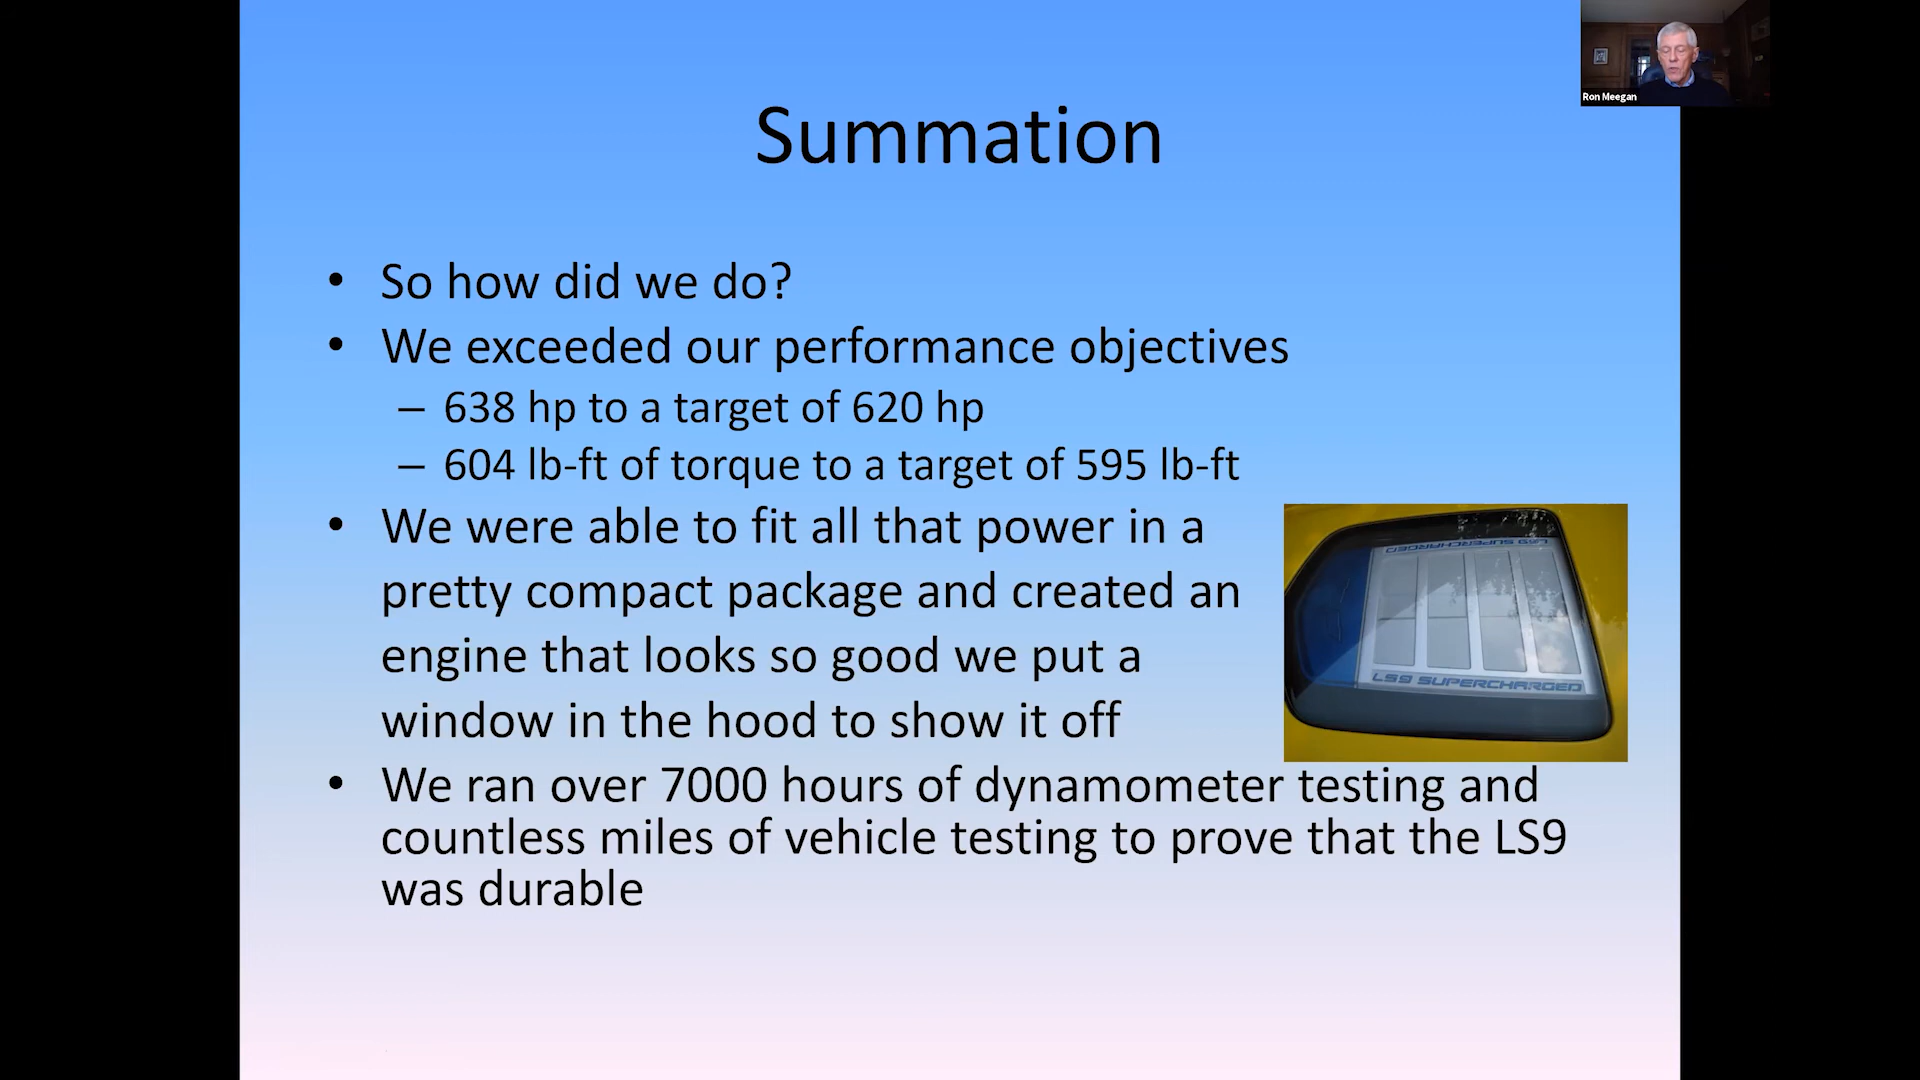 Ron Meegan
Summation
• So how did we do?
• We exceeded our performance objectives
– 638 hp to a target of 620 hp
– 604 lb-ft of torque to a target of 595 lb-ft
• We were able to fit all that power in a
pretty compact package and created an
engine that looks so good we put a
window in the hood to show it off
LS9 SUPERCHARGED
LS9 SUPERCHARGED
• We ran over 7000 hours of dynamometer testing and
countless miles of vehicle testing to prove that the LS9
was durable